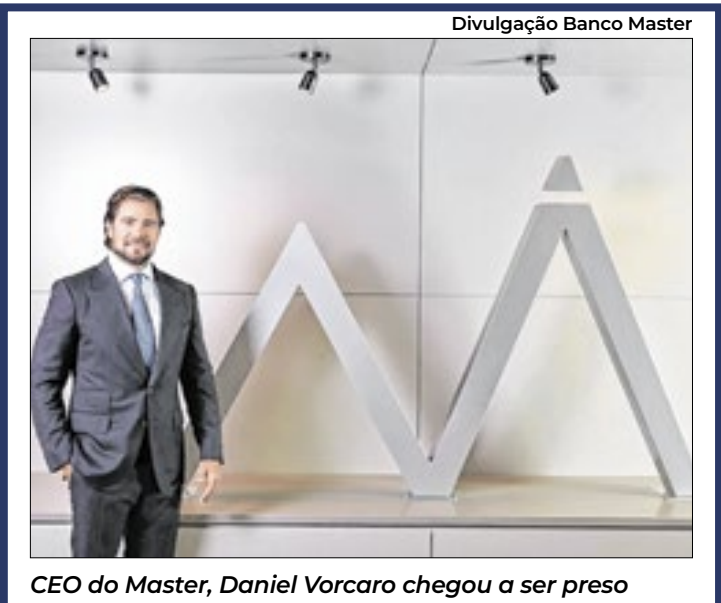 Divulgação Banco Master
CEO do Master, Daniel Vorcaro chegou a ser preso